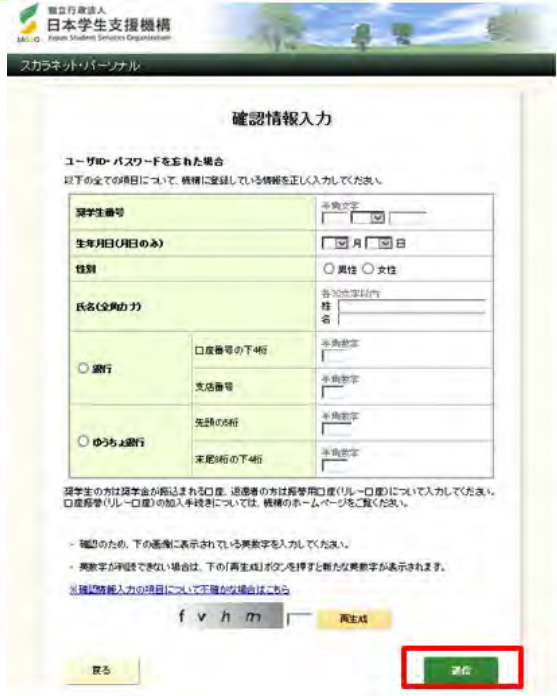 独立行政法人
日本学生支援機構
JASSO Japan Student Services Organization
スカラネット・パーソナル
確認情報入力
ユーザID・パスワードを忘れた場合
以下の全ての項目について、機構に登録している情報を正しく入力してください。
奨学生番号
半角文字
生年月日(月日のみ)
月 日
性別
男性 女性
氏名(全角カナ)
各30文字以内
姓
名
銀行
口座番号の下4桁
半角数字
支店番号
半角数字
ゆうちょ銀行
先頭の5桁
半角数字
末尾8桁の下4桁
半角数字
奨学生の方は奨学金が振込まれる口座、返還者の方は振替用口座(リレー口座)について入力してください。
口座振替(リレー口座)の加入手続きについては、機構のホームページをご覧ください。
- 確認のため、下の画像に表示されている英数字を入力してください。
- 英数字が判読できない場合は、下の「再生成」ボタンを押すと新たな英数字が表示されます。
※確認情報入力の項目について不確かな場合はこちら
f v h m 再生成
戻る 送信